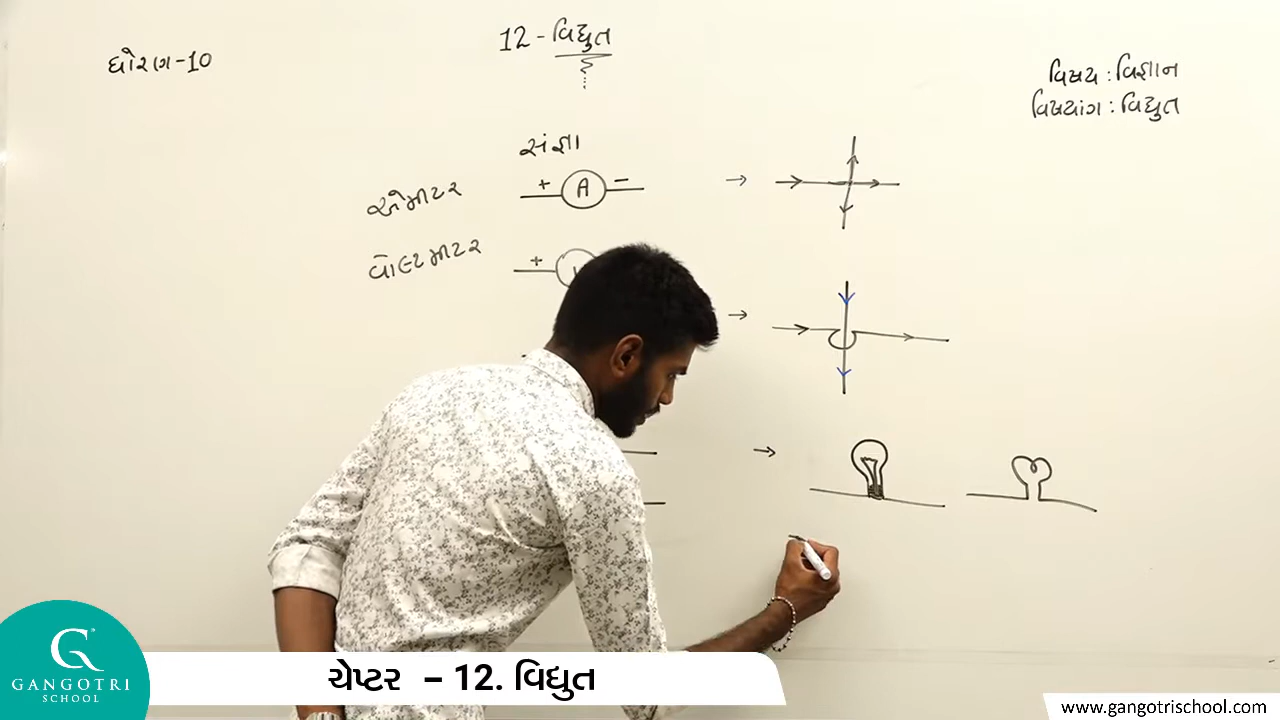 ધોરણ-10
12 - વિદ્યુત
વિષય : વિજ્ઞાન
વિષયાંગ : વિદ્યુત
સંજ્ઞા
એમીટર
+ A −
વોલ્ટમીટર
+
ચેપ્ટર – 12. વિદ્યુત
GANGOTRI
SCHOOL
www.gangotrischool.com